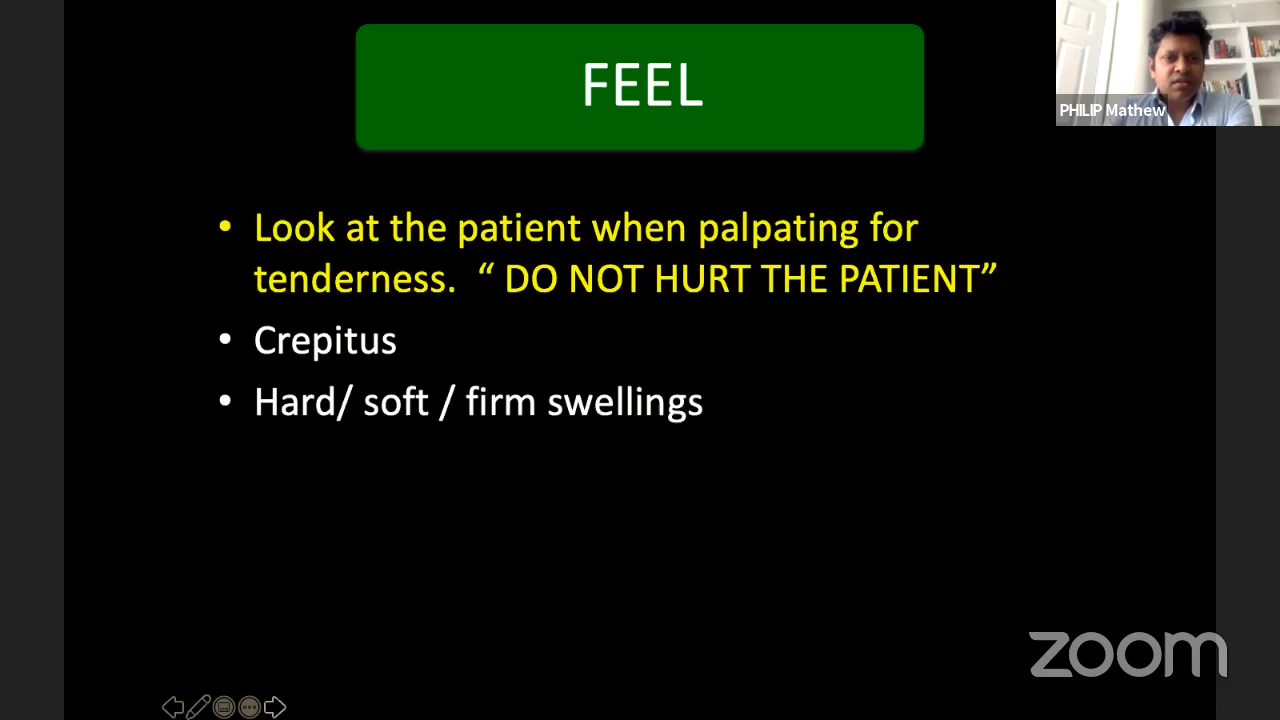 FEEL
PHILIP Mathew
• Look at the patient when palpating for
tenderness. “ DO NOT HURT THE PATIENT”
• Crepitus
• Hard/ soft / firm swellings
zoom